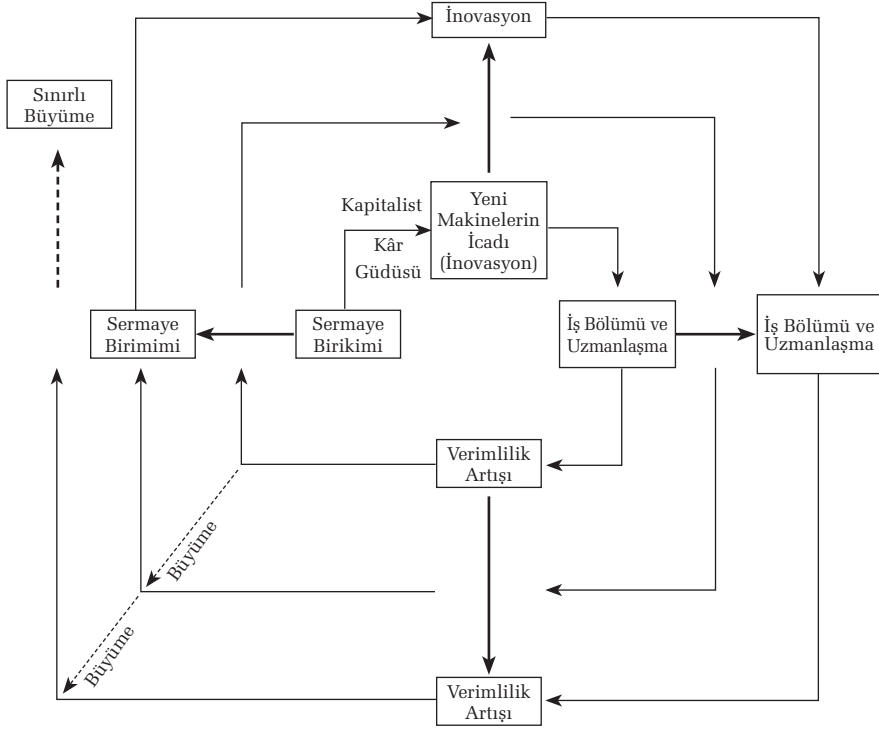 İnovasyon
Sınırlı
Büyüme
Kapitalist
Kâr
Güdüsü
Yeni
Makinelerin
İcadı
(İnovasyon)
Sermaye
Birimimi
Sermaye
Birikimi
İş Bölümü ve
Uzmanlaşma
İş Bölümü ve
Uzmanlaşma
Verimlilik
Artışı
Büyüme
Büyüme
Verimlilik
Artışı